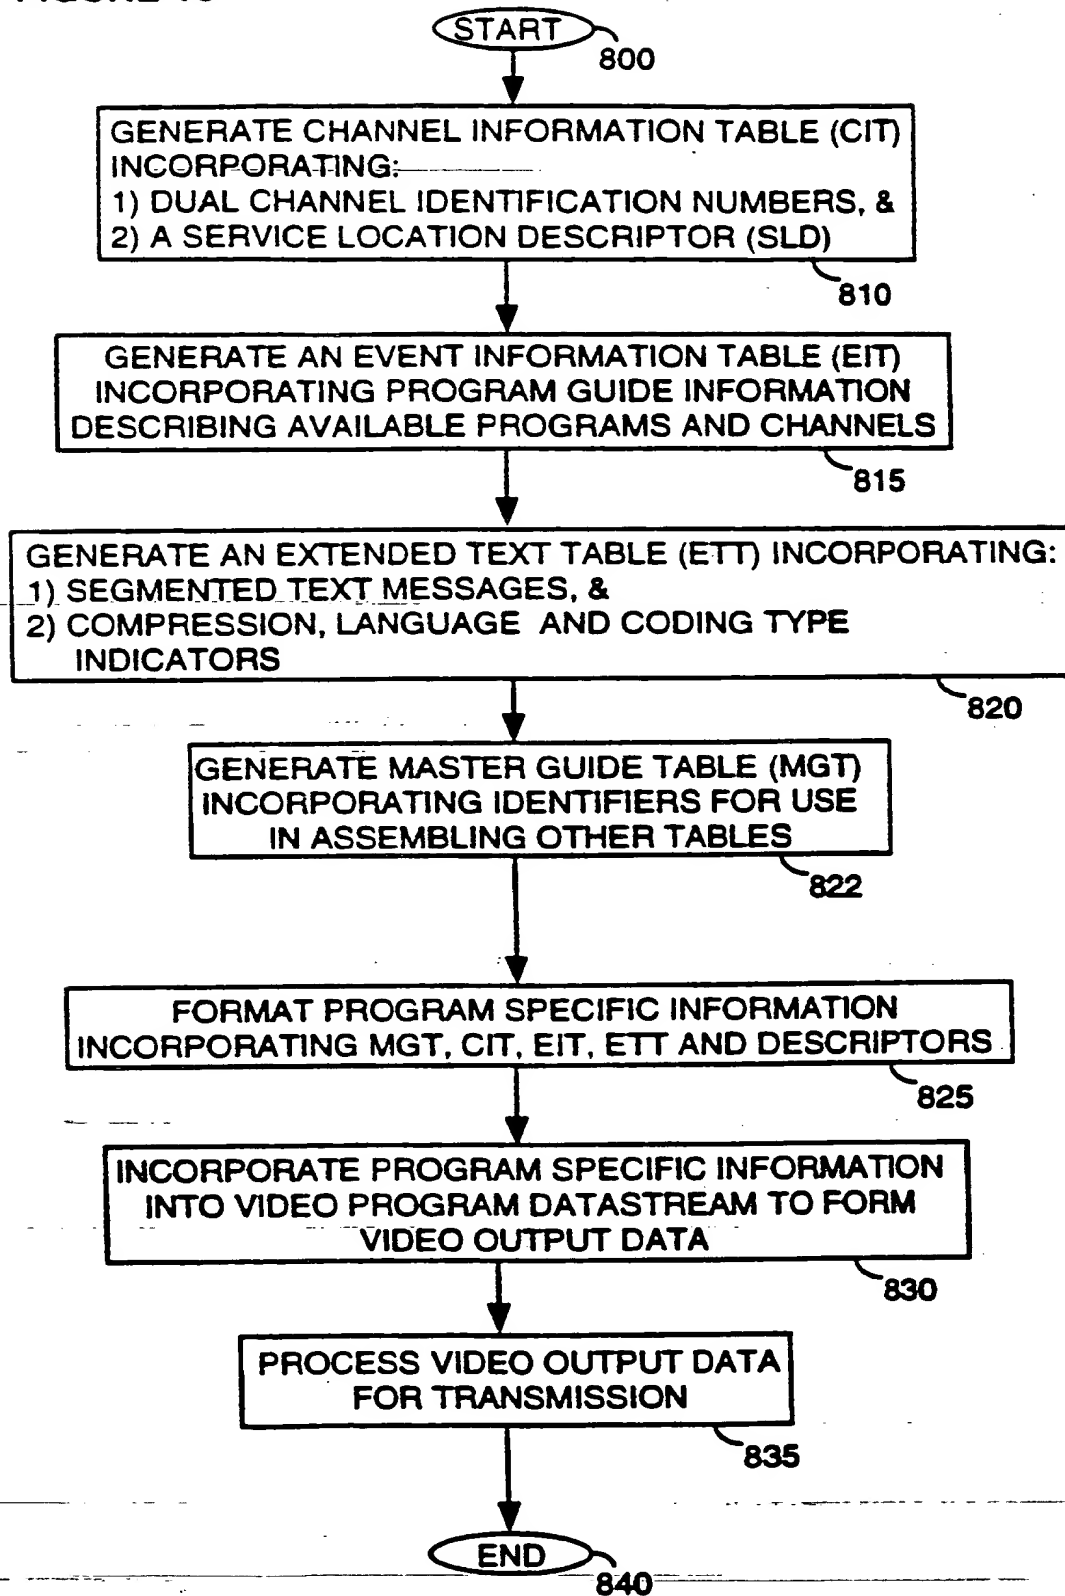 START
800
GENERATE CHANNEL INFORMATION TABLE (CIT)
INCORPORATING:
1) DUAL CHANNEL IDENTIFICATION NUMBERS, &
2) A SERVICE LOCATION DESCRIPTOR (SLD)
810
GENERATE AN EVENT INFORMATION TABLE (EIT)
INCORPORATING PROGRAM GUIDE INFORMATION
DESCRIBING AVAILABLE PROGRAMS AND CHANNELS
815
GENERATE AN EXTENDED TEXT TABLE (ETT) INCORPORATING:
1) SEGMENTED TEXT MESSAGES, &
2) COMPRESSION, LANGUAGE AND CODING TYPE
INDICATORS
820
GENERATE MASTER GUIDE TABLE (MGT)
INCORPORATING IDENTIFIERS FOR USE
IN ASSEMBLING OTHER TABLES
822
FORMAT PROGRAM SPECIFIC INFORMATION
INCORPORATING MGT, CIT, EIT, ETT AND DESCRIPTORS
825
INCORPORATE PROGRAM SPECIFIC INFORMATION
INTO VIDEO PROGRAM DATASTREAM TO FORM
VIDEO OUTPUT DATA
830
PROCESS VIDEO OUTPUT DATA
FOR TRANSMISSION
835
END
840